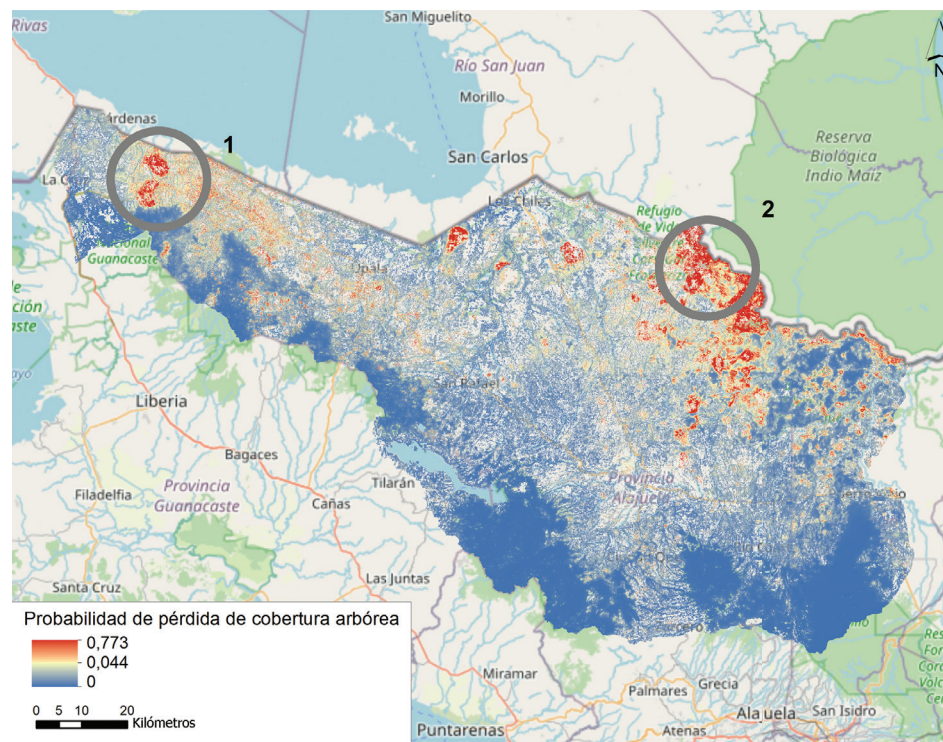 San Miguelito
Rivas
Río San Juan
Morillo
Cárdenas
1
San Carlos
Reserva
Biológica
Indio Maíz
La C
Los Chiles
Refugio
de Vid
2
Nacional
Guanacaste
Upala
Liberia
San Rafael
Bagaces
Tilarán
Provincia
Guanacaste
Provincia
Alajuela
Filadelfia
Cañas
Las Juntas
Santa Cruz
Probabilidad de pérdida de cobertura arbórea
0,773
0,044
0
0 5 10 20
Kilómetros
Miramar
Palmares
Grecia
Alajuela
San Isidro
Puntarenas
Atenas
N